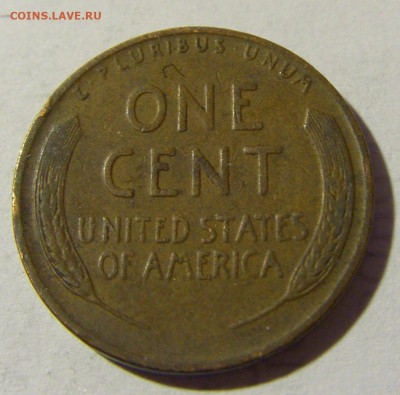 COINS.LAVE.RU
E·PLURIBUS·UNUM
ONE
CENT
UNITED STATES
OF AMERICA